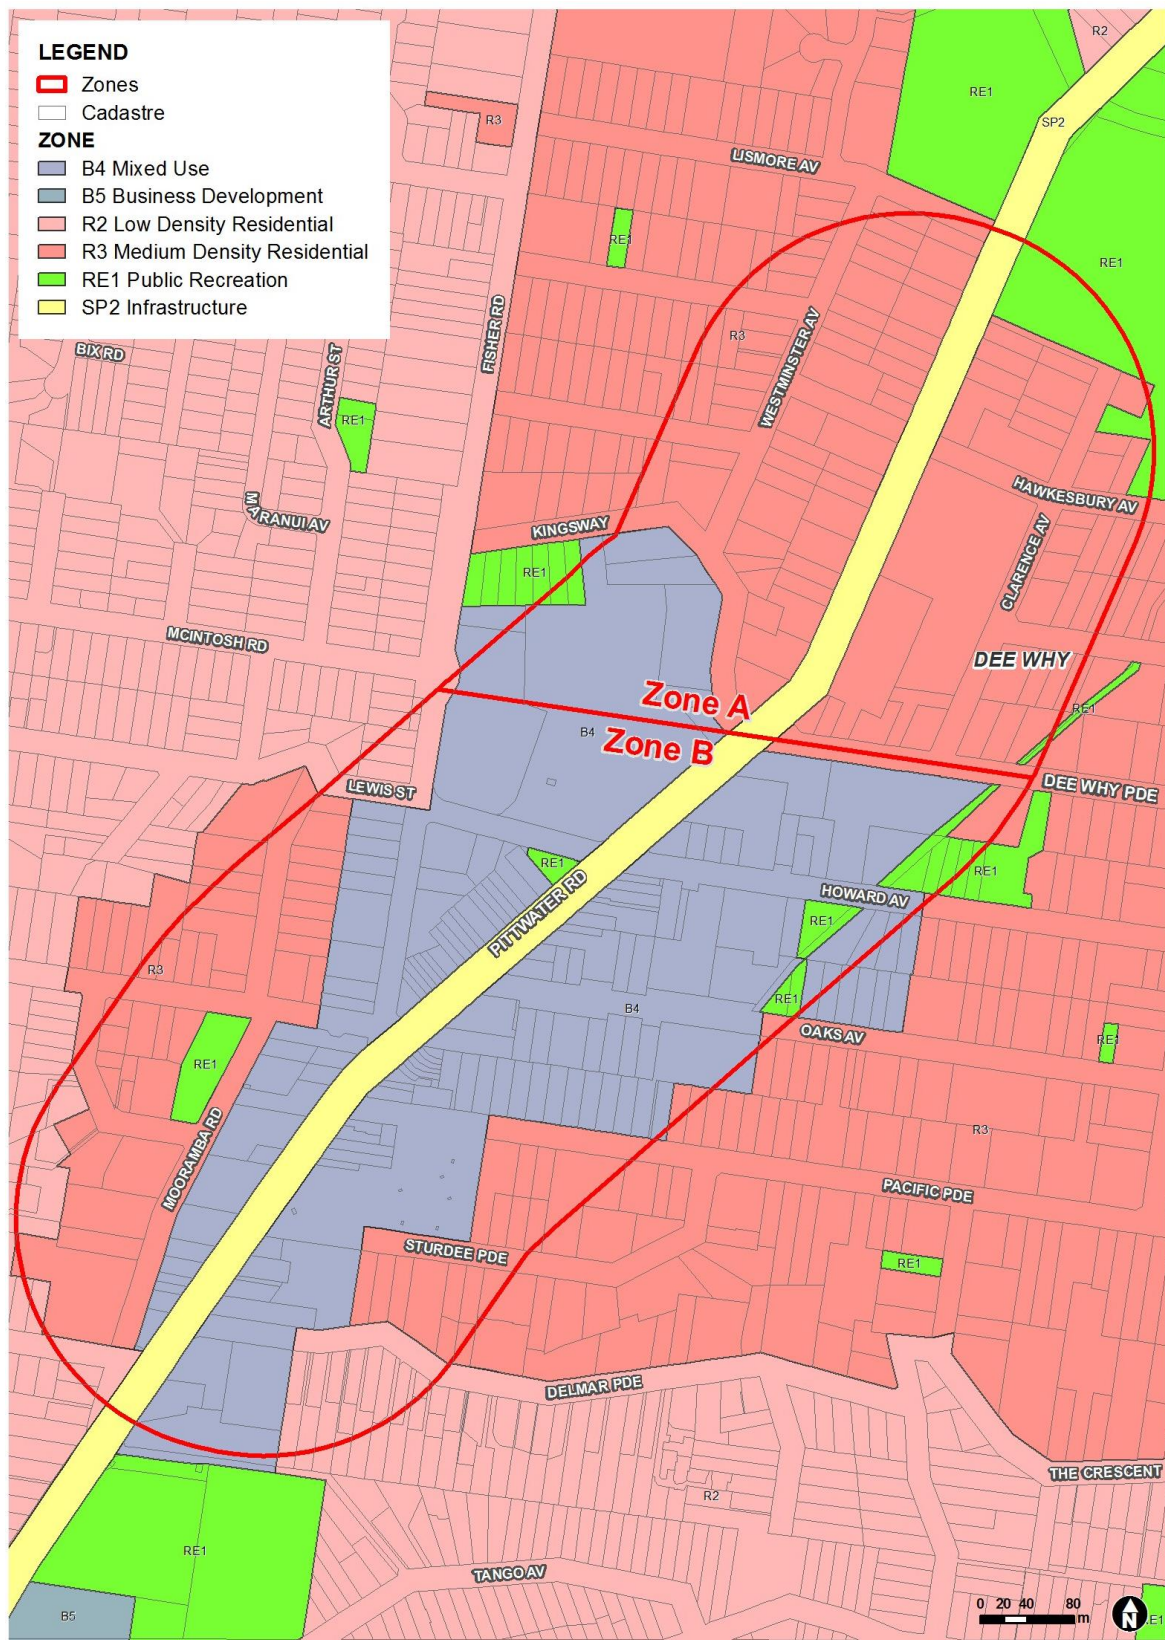 LEGEND
Zones
Cadastre
ZONE
B4 Mixed Use
B5 Business Development
R2 Low Density Residential
R3 Medium Density Residential
RE1 Public Recreation
SP2 Infrastructure
R2
RE1
R3
SP2
LISMORE AV
RE1
RE1
FISHER RD
R3
WESTMINSTER AV
BIX RD
ARTHUR ST
RE1
HAWKESBURY AV
MARANUI AV
KINGSWAY
CLARENCE AV
RE1
MCINTOSH RD
DEE WHY
Zone A
RE1
B4
Zone B
LEWIS ST
DEE WHY PDE
RE1
RE1
PITTWATER RD
HOWARD AV
RE1
R3
RE1
B4
OAKS AV
RE1
RE1
MOORAMBA RD
R3
PACIFIC PDE
STURDEE PDE
RE1
DELMAR PDE
THE CRESCENT
R2
RE1
TANGO AV
B5
0 20 40 80
m
N